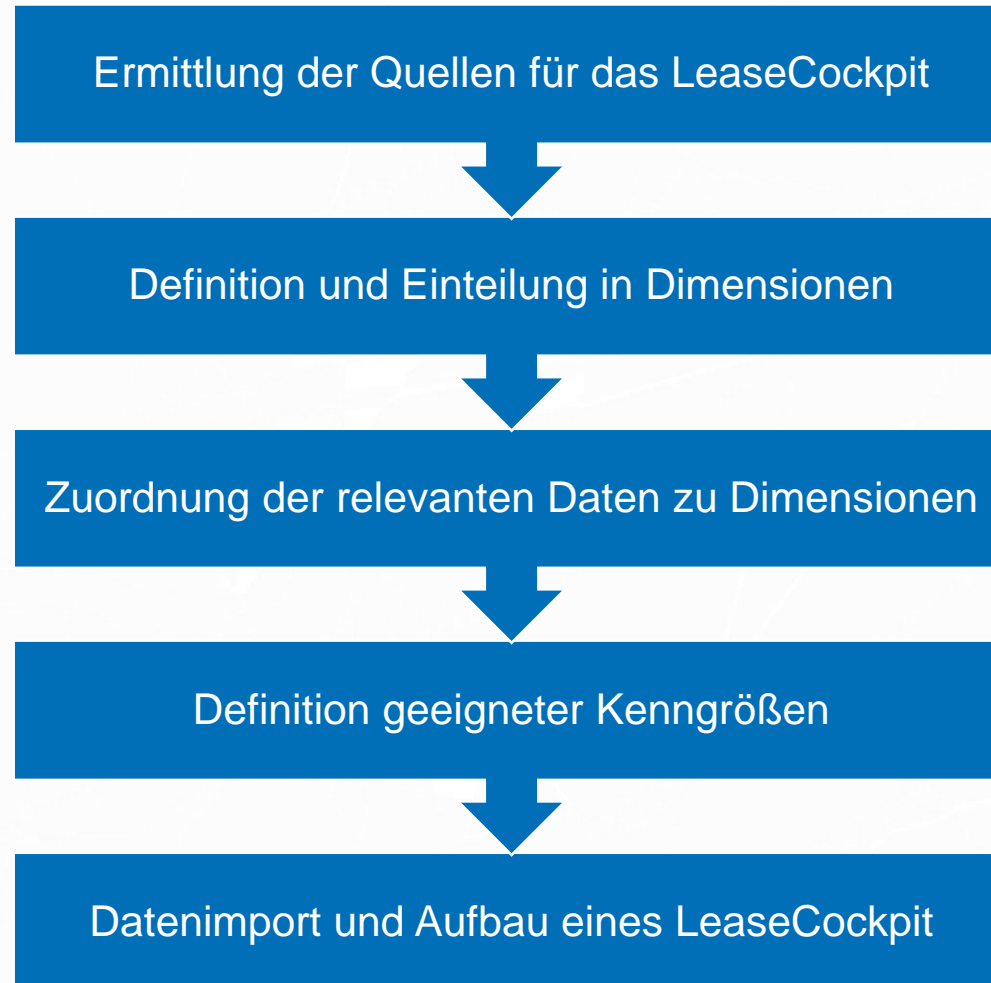 Ermittlung der Quellen für das LeaseCockpit
Definition und Einteilung in Dimensionen
Zuordnung der relevanten Daten zu Dimensionen
Definition geeigneter Kenngrößen
Datenimport und Aufbau eines LeaseCockpit